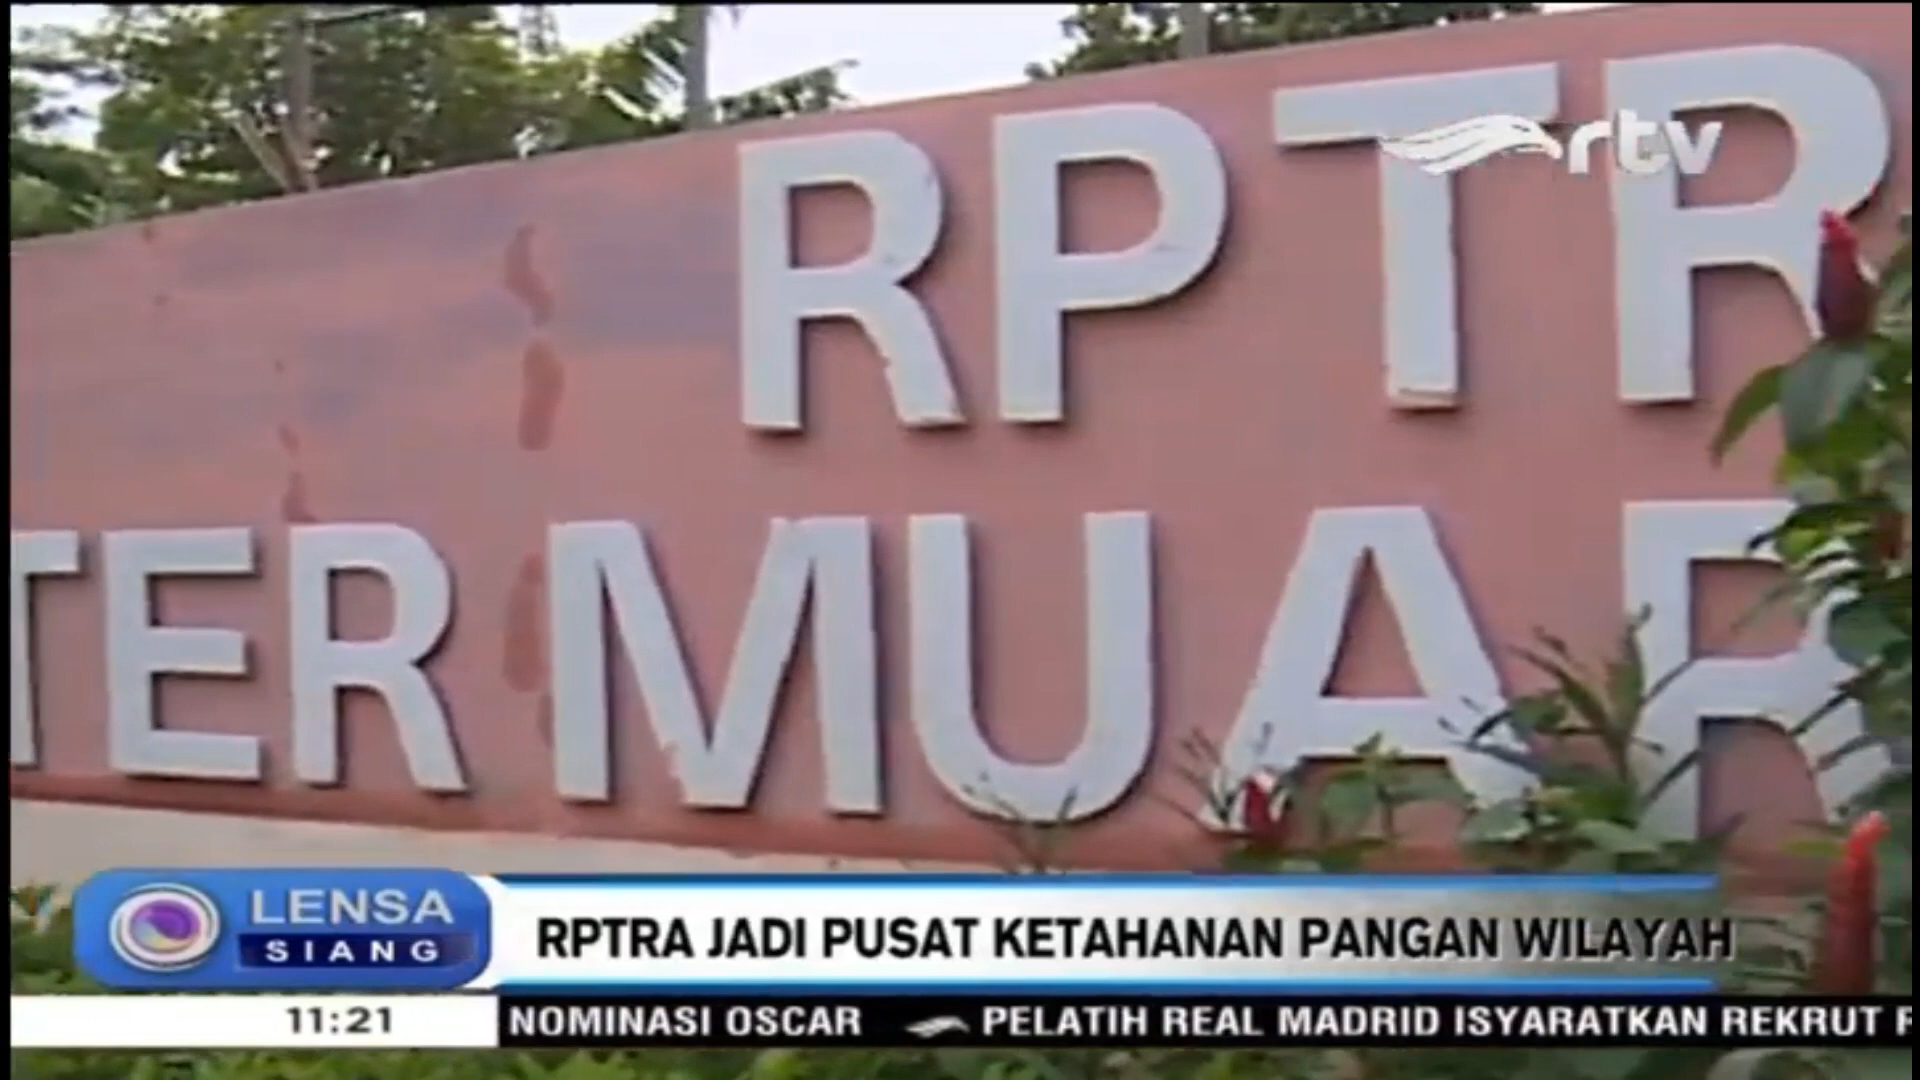 rtv
RPTR
TER MUAR
LENSA
SIANG
RPTRA JADI PUSAT KETAHANAN PANGAN WILAYAH
11:21
NOMINASI OSCAR PELATIH REAL MADRID ISYARATKAN REKRUT